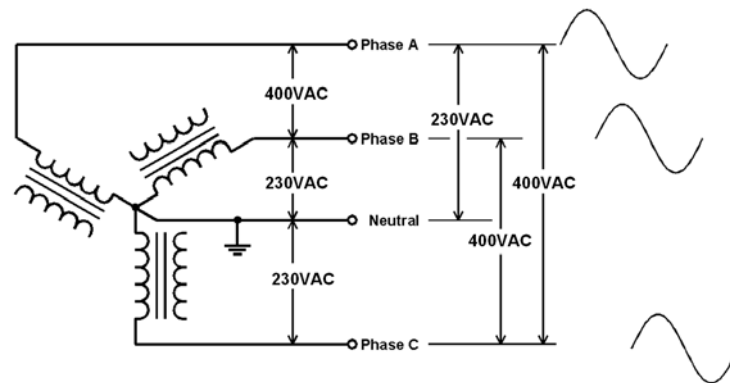 Phase A
400VAC
230VAC
Phase B
230VAC
400VAC
Neutral
400VAC
230VAC
Phase C